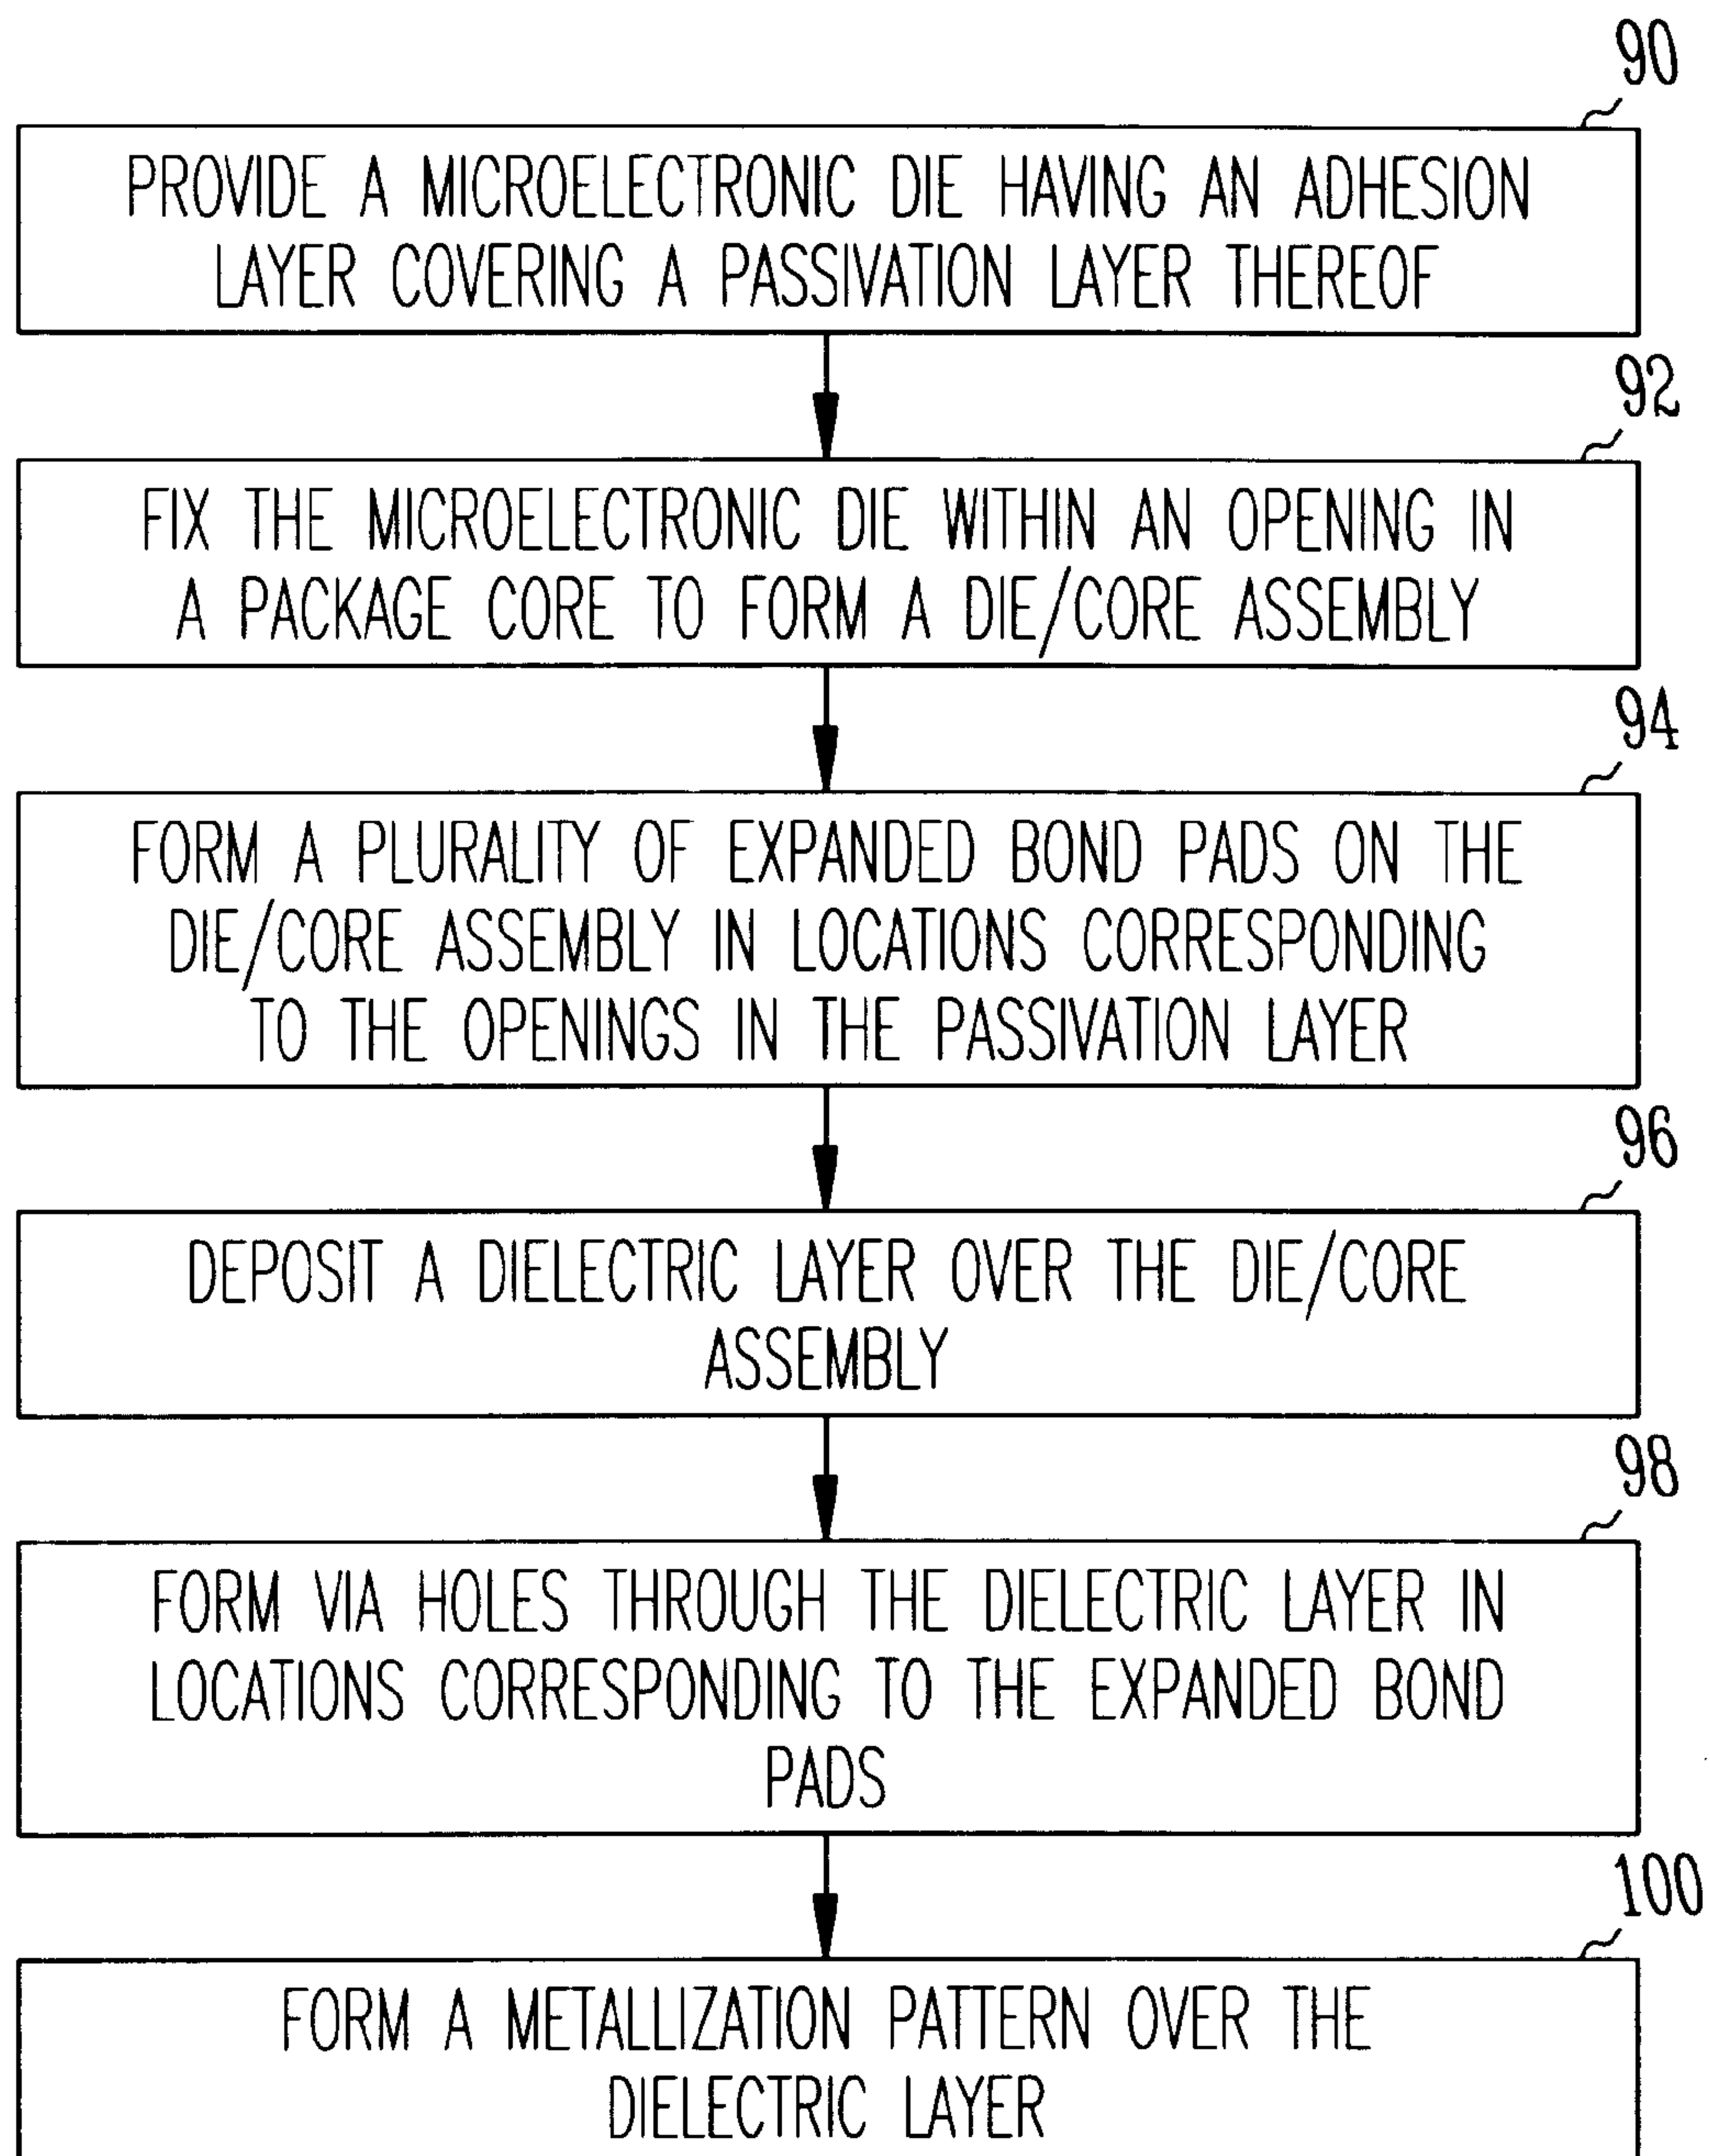 90
PROVIDE A MICROELECTRONIC DIE HAVING AN ADHESION
LAYER COVERING A PASSIVATION LAYER THEREOF
92
FIX THE MICROELECTRONIC DIE WITHIN AN OPENING IN
A PACKAGE CORE TO FORM A DIE/CORE ASSEMBLY
94
FORM A PLURALITY OF EXPANDED BOND PADS ON THE
DIE/CORE ASSEMBLY IN LOCATIONS CORRESPONDING
TO THE OPENINGS IN THE PASSIVATION LAYER
96
DEPOSIT A DIELECTRIC LAYER OVER THE DIE/CORE
ASSEMBLY
98
FORM VIA HOLES THROUGH THE DIELECTRIC LAYER IN
LOCATIONS CORRESPONDING TO THE EXPANDED BOND
PADS
100
FORM A METALLIZATION PATTERN OVER THE
DIELECTRIC LAYER